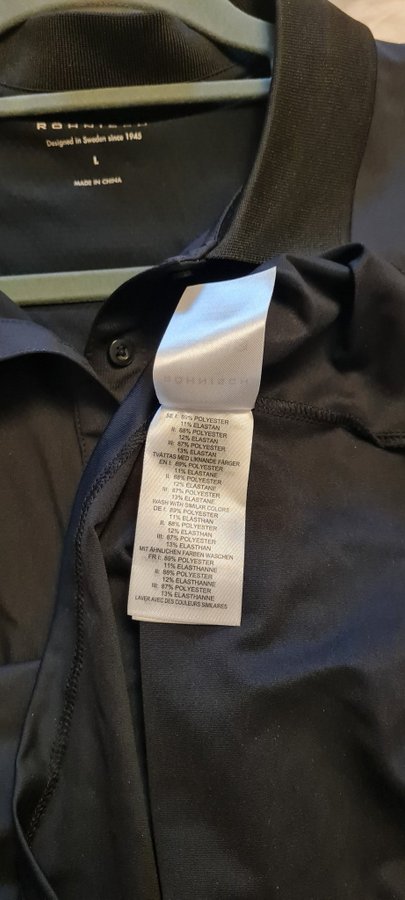 RÖHNISCH
Designed in Sweden since 1945
L
MADE IN CHINA
RÖHNISCH
SE I: 89% POLYESTER
11% ELASTAN
II: 88% POLYESTER
12% ELASTAN
III: 87% POLYESTER
13% ELASTAN
TVÄTTAS MED LIKNANDE FÄRGER
EN I: 89% POLYESTER
11% ELASTANE
II: 88% POLYESTER
12% ELASTANE
III: 87% POLYESTER
13% ELASTANE
WASH WITH SIMILAR COLORS
DE I: 89% POLYESTER
11% ELASTHAN
II: 88% POLYESTER
12% ELASTHAN
III: 87% POLYESTER
13% ELASTHAN
MIT ÄHNLICHEN FARBEN WASCHEN
FR I: 89% POLYESTER
11% ELASTHANNE
II: 88% POLYESTER
12% ELASTHANNE
III: 87% POLYESTER
13% ELASTHANNE
LAVER AVEC DES COULEURS SIMILAIRES